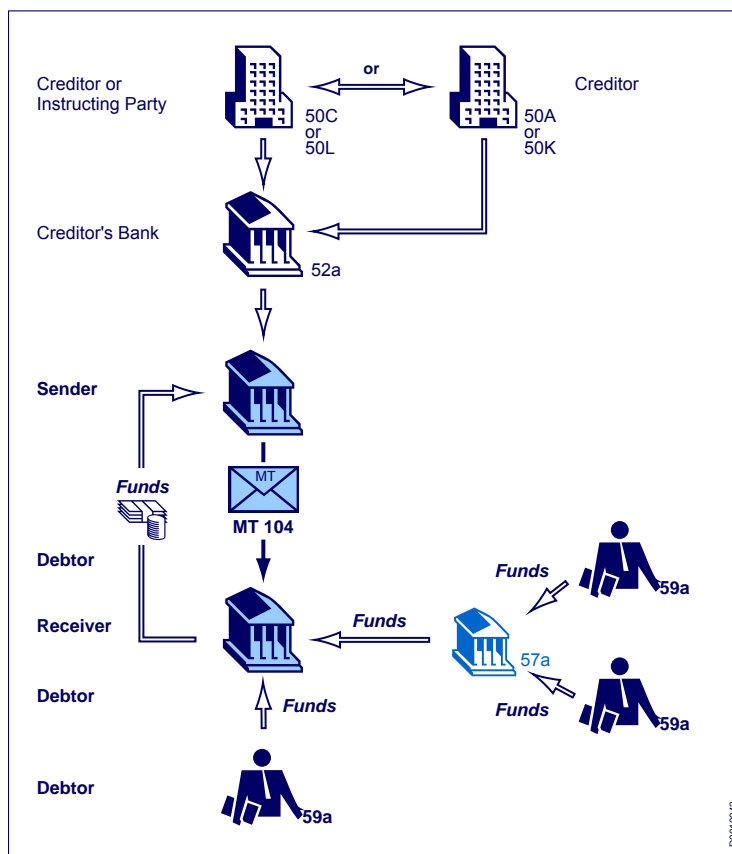 Creditor or
Instructing Party
or
Creditor
50C
or
50L
50A
or
50K
Creditor's Bank
52a
Sender
Funds
MT
MT 104
Debtor
Funds
59a
Receiver
Funds
57a
Debtor
Funds
Funds
59a
Debtor
59a